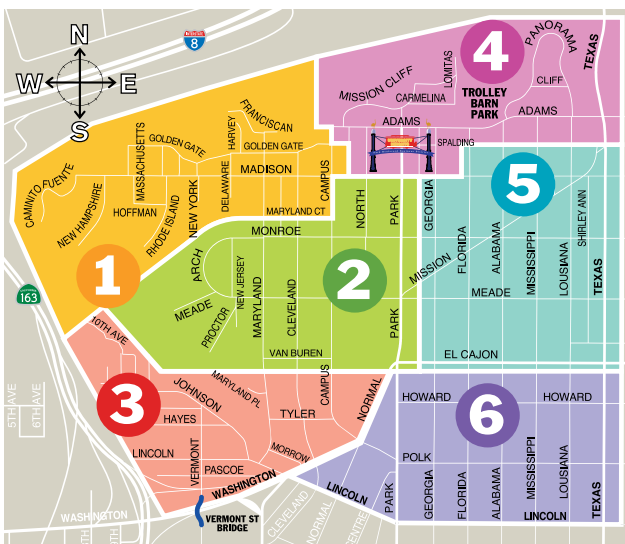 N
W
E
S
8
163
4
PANORAMA
TEXAS
LOMITAS
MISSION CLIFF
CLIFF
CARMELINA
TROLLEY
BARN
PARK
ADAMS
ADAMS
SPALDING
FRANCISCAN
HARVEY
MASSACHUSETTS
GOLDEN GATE
GOLDEN GATE
MADISON
CAMPUS
DELAWARE
CAMINITO FUENTE
NEW HAMPSHIRE
HOFFMAN
RHODE ISLAND
NEW YORK
MARYLAND CT
1
NORTH
PARK
GEORGIA
MONROE
ARCH
2
NEW JERSEY
MARYLAND
CLEVELAND
MEADE
PROCTOR
PARK
VAN BUREN
CAMPUS
5
SHIRLEY ANN
FLORIDA
ALABAMA
MISSISSIPPI
LOUSIANA
TEXAS
MISSION
MEADE
EL CAJON
10TH AVE
5TH AVE
6TH AVE
3
JOHNSON
MARYLAND PL
HAYES
TYLER
NORMAL
LINCOLN
VERMONT
MORROW
PASCOE
WASHINGTON
WASHINGTON
VERMONT ST
BRIDGE
CLEVELAND
NORMAL
CENTRE
HOWARD
HOWARD
6
POLK
LINCOLN
PARK
GEORGIA
FLORIDA
ALABAMA
MISSISSIPPI
LOUSIANA
TEXAS
LINCOLN